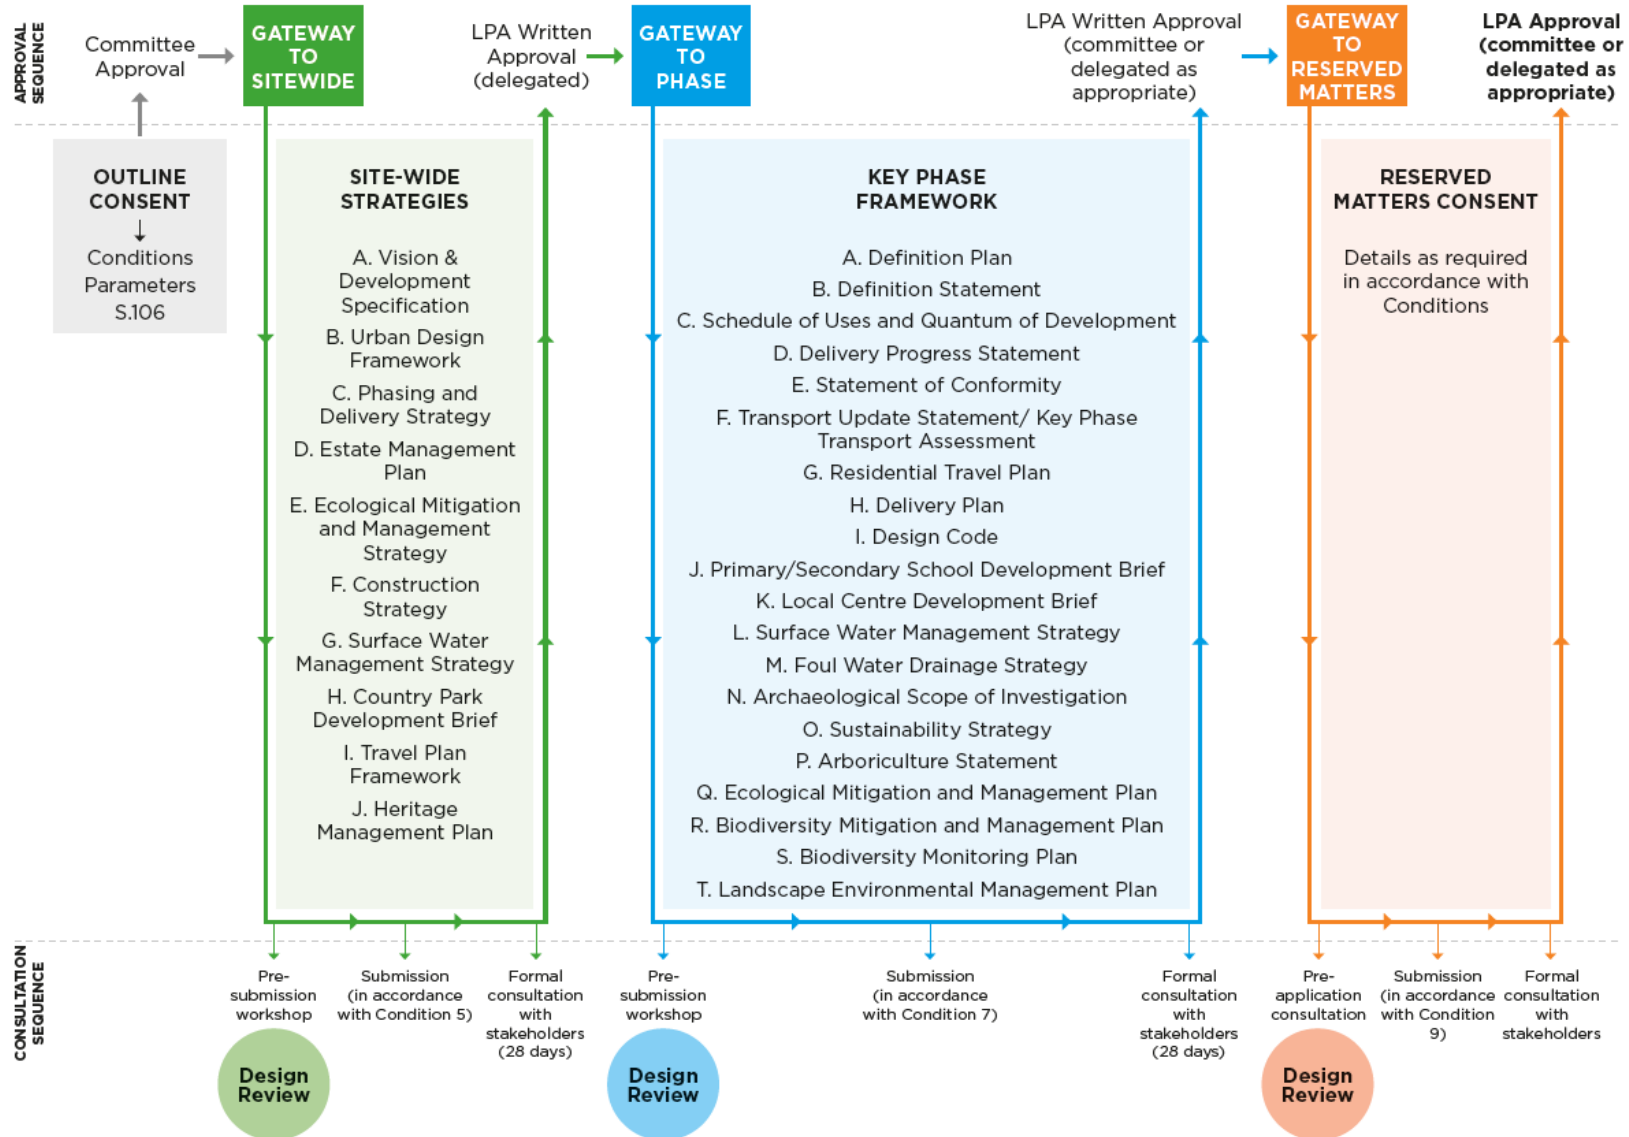 APPROVAL
SEQUENCE
Committee
Approval
GATEWAY
TO
SITEWIDE
LPA Written
Approval
(delegated)
GATEWAY
TO
PHASE
LPA Written Approval
(committee or
delegated as
appropriate)
GATEWAY
TO
RESERVED
MATTERS
LPA Approval
(committee or
delegated as
appropriate)
OUTLINE
CONSENT
Conditions
Parameters
S.106
SITE-WIDE
STRATEGIES
A. Vision &
Development
Specification
B. Urban Design
Framework
C. Phasing and
Delivery Strategy
D. Estate Management
Plan
E. Ecological Mitigation
and Management
Strategy
F. Construction
Strategy
G. Surface Water
Management Strategy
H. Country Park
Development Brief
I. Travel Plan
Framework
J. Heritage
Management Plan
KEY PHASE
FRAMEWORK
A. Definition Plan
B. Definition Statement
C. Schedule of Uses and Quantum of Development
D. Delivery Progress Statement
E. Statement of Conformity
F. Transport Update Statement/ Key Phase
Transport Assessment
G. Residential Travel Plan
H. Delivery Plan
I. Design Code
J. Primary/Secondary School Development Brief
K. Local Centre Development Brief
L. Surface Water Management Strategy
M. Foul Water Drainage Strategy
N. Archaeological Scope of Investigation
O. Sustainability Strategy
P. Arboriculture Statement
Q. Ecological Mitigation and Management Plan
R. Biodiversity Mitigation and Management Plan
S. Biodiversity Monitoring Plan
T. Landscape Environmental Management Plan
RESERVED
MATTERS CONSENT
Details as required
in accordance with
Conditions
CONSULTATION
SEQUENCE
Pre-
submission
workshop
Submission
(in accordance
with Condition 5)
Formal
consultation
with
stakeholders
(28 days)
Pre-
submission
workshop
Submission
(in accordance
with Condition 7)
Formal
consultation
with
stakeholders
(28 days)
Pre-
application
consultation
Submission
(in accordance
with Condition
9)
Formal
consultation
with
stakeholders
Design
Review
Design
Review
Design
Review